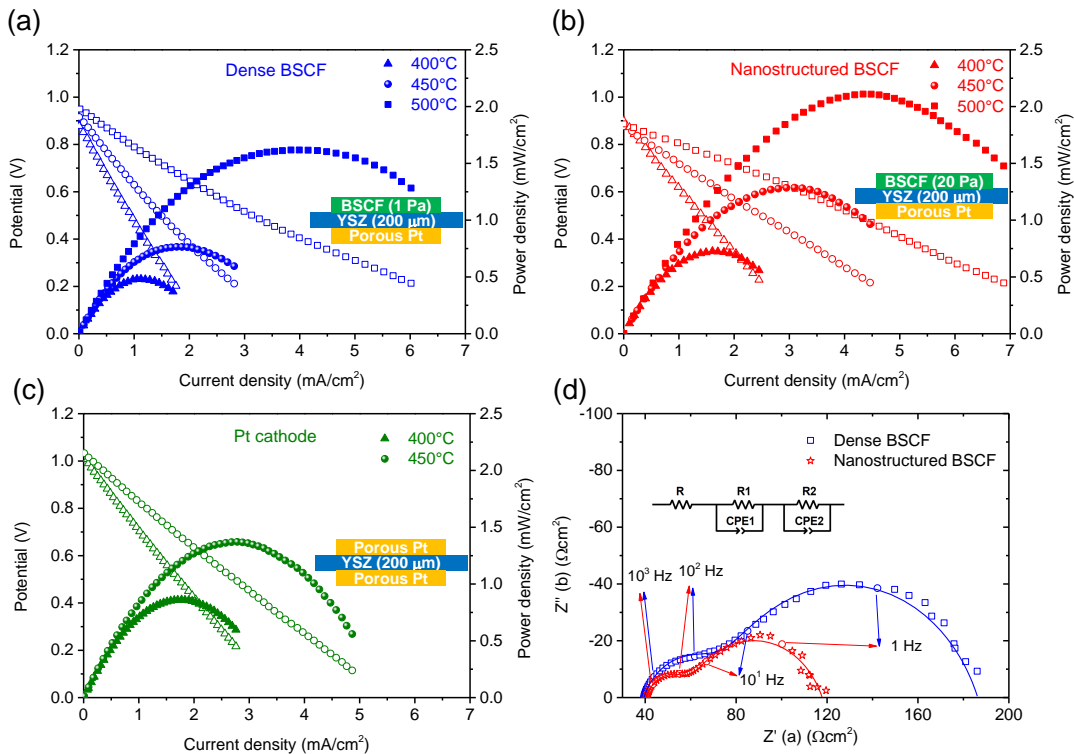 (a)
Dense BSCF
400°C
450°C
500°C
BSCF (1 Pa)
YSZ (200 µm)
Porous Pt
Potential (V)
1.2
1.0
0.8
0.6
0.4
0.2
0.0
Power density (mW/cm²)
2.5
2.0
1.5
1.0
0.5
0.0
0 1 2 3 4 5 6 7
Current density (mA/cm²)
(b)
Nanostructured BSCF
400°C
450°C
500°C
BSCF (20 Pa)
YSZ (200 µm)
Porous Pt
Potential (V)
1.2
1.0
0.8
0.6
0.4
0.2
0.0
Power density (mW/cm²)
2.5
2.0
1.5
1.0
0.5
0.0
0 1 2 3 4 5 6 7
Current density (mA/cm²)
(c)
Pt cathode
400°C
450°C
Porous Pt
YSZ (200 µm)
Porous Pt
Potential (V)
1.2
1.0
0.8
0.6
0.4
0.2
0.0
Power density (mW/cm²)
2.5
2.0
1.5
1.0
0.5
0.0
0 1 2 3 4 5 6 7
Current density (mA/cm²)
(d)
Dense BSCF
Nanostructured BSCF
R R1 R2
CPE1 CPE2
10³ Hz
10² Hz
10¹ Hz
1 Hz
Z'' (b) (Ωcm²)
-100
-80
-60
-40
-20
0
40 80 120 160 200
Z' (a) (Ωcm²)